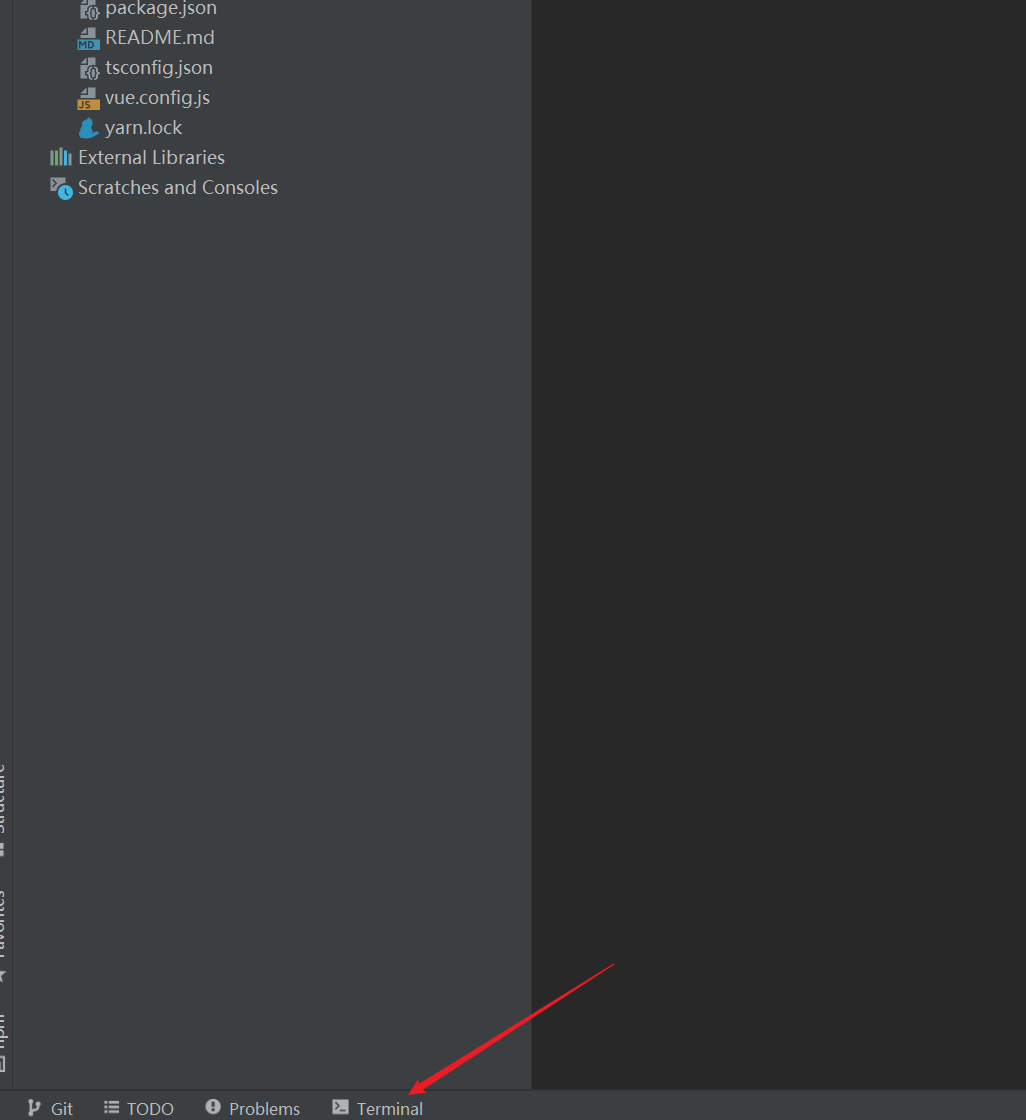 package.json
README.md
tsconfig.json
vue.config.js
yarn.lock
External Libraries
Scratches and Consoles
Structure
Favorites
npm
Git
TODO
Problems
Terminal